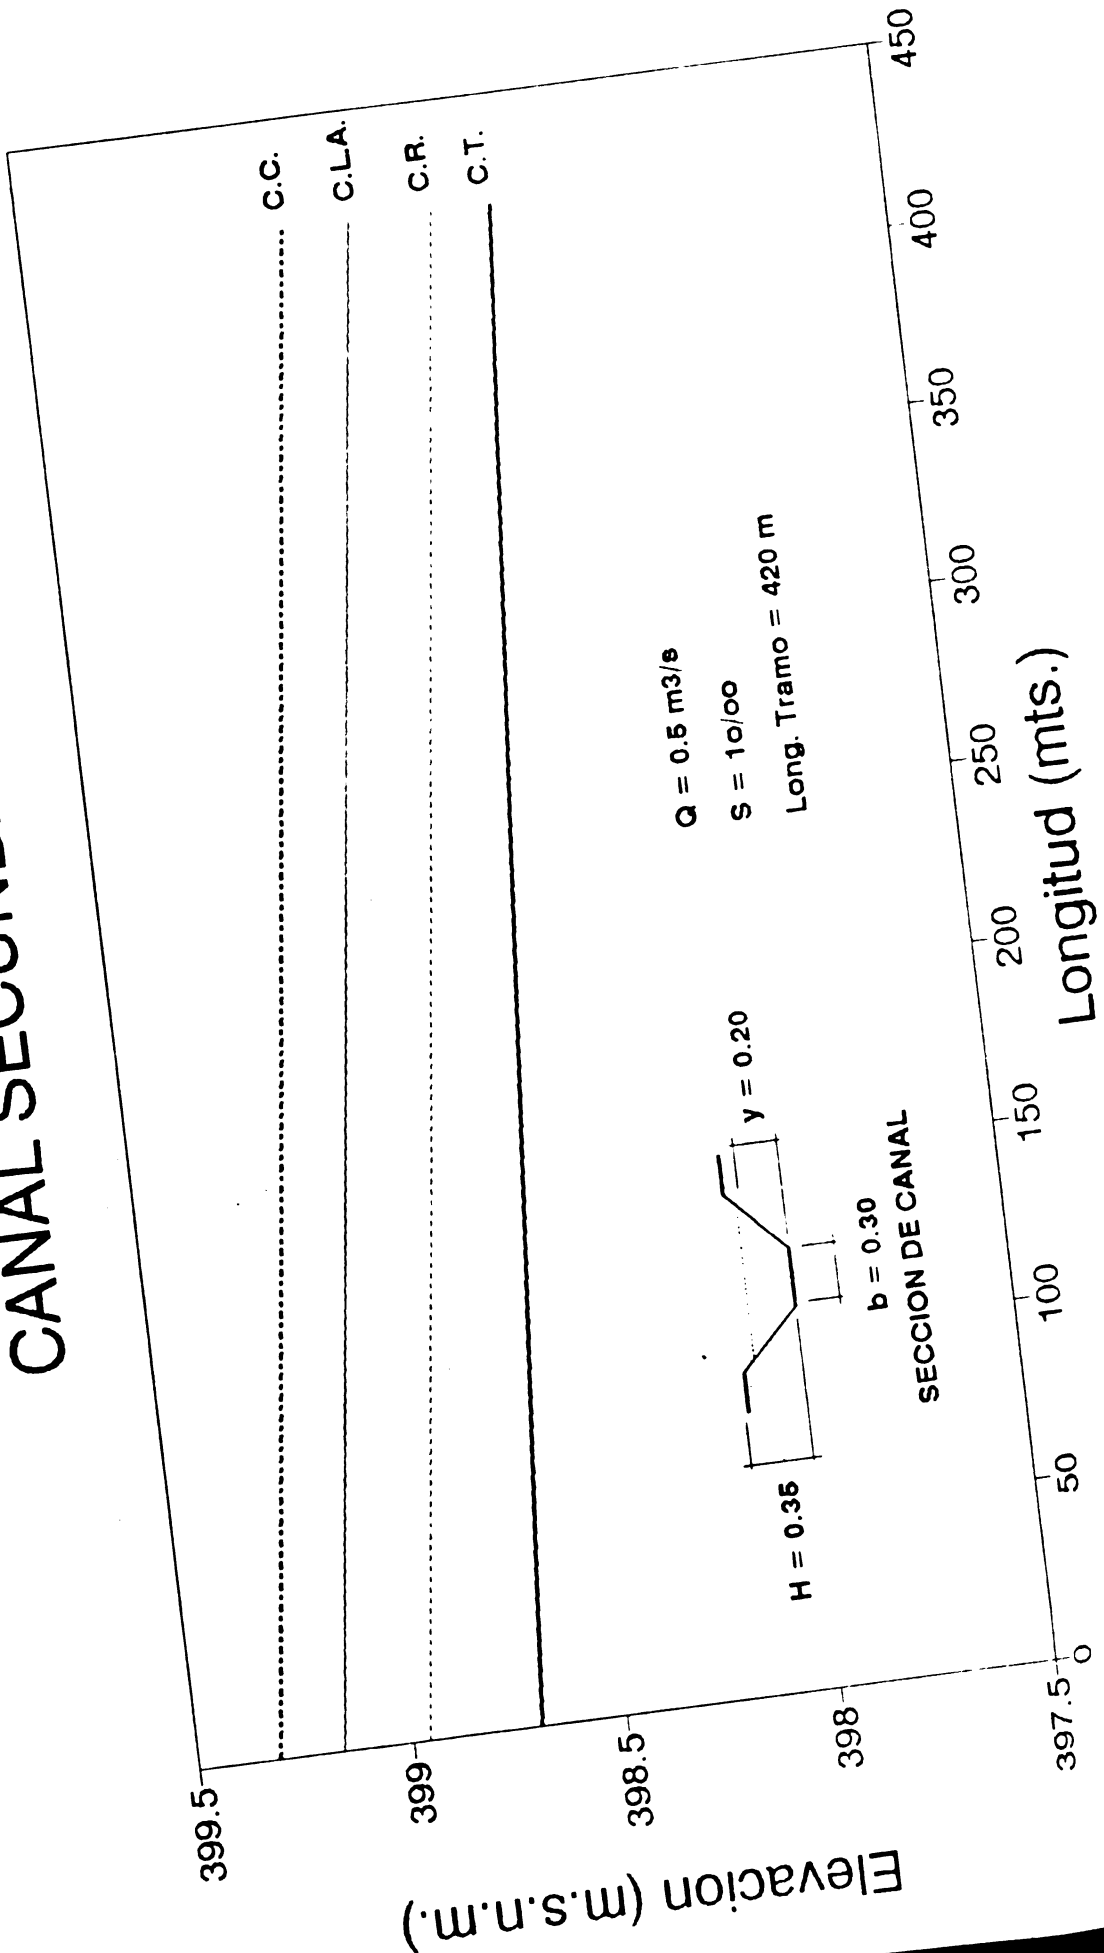 CANAL
C.C.
C.L.A.
C.R.
C.T.
399.5
399
398.5
398
397.5
Elevacion (m.s.n.m.)
Q = 0.5 m3/s
S = 1o/oo
Long. Tramo = 420 m
H = 0.35
y = 0.20
b = 0.30
SECCION DE CANAL
0
50
100
150
200
250
300
350
400
450
Longitud (mts.)